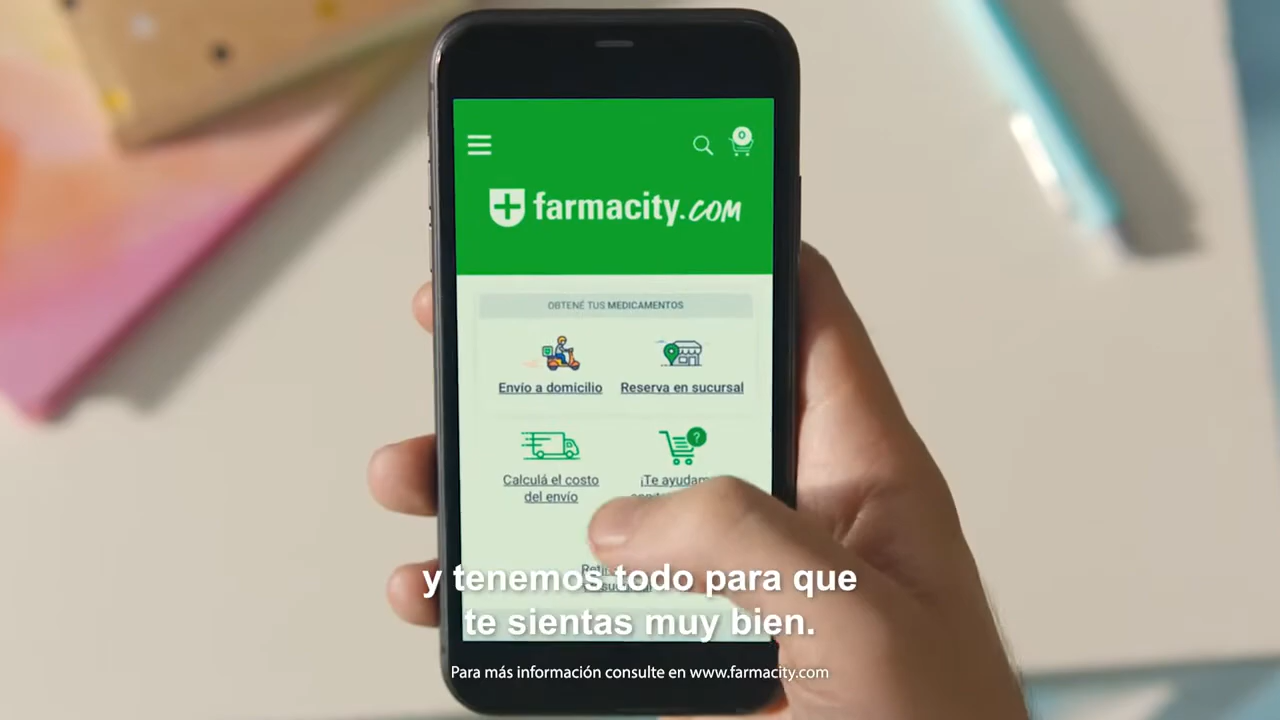 0
farmacity.com
OBTENÉ TUS MEDICAMENTOS
Envío a domicilio
Reserva en sucursal
Calculá el costo
del envío
?
¡Te
y tenemos todo para que
te sientas muy bien.
Para más información consulte en www.farmacity.com